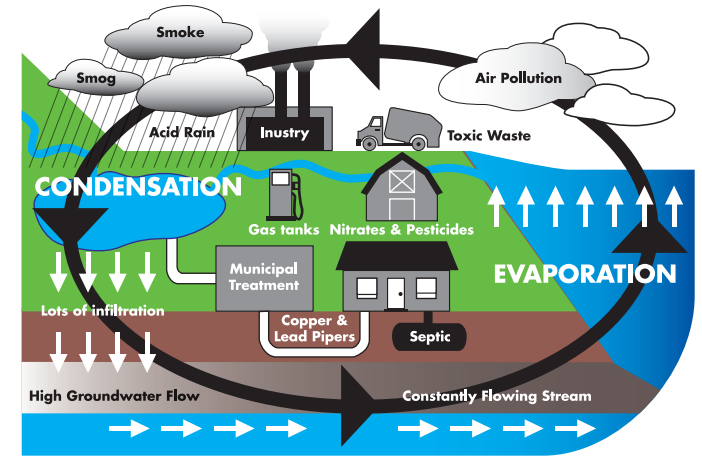 Smoke
Smog
Air Pollution
Acid Rain
Inustry
Toxic Waste
CONDENSATION
Gas tanks
Nitrates & Pesticides
EVAPORATION
Municipal
Treatment
Lots of infiltration
Copper &
Lead Pipers
Septic
High Groundwater Flow
Constantly Flowing Stream